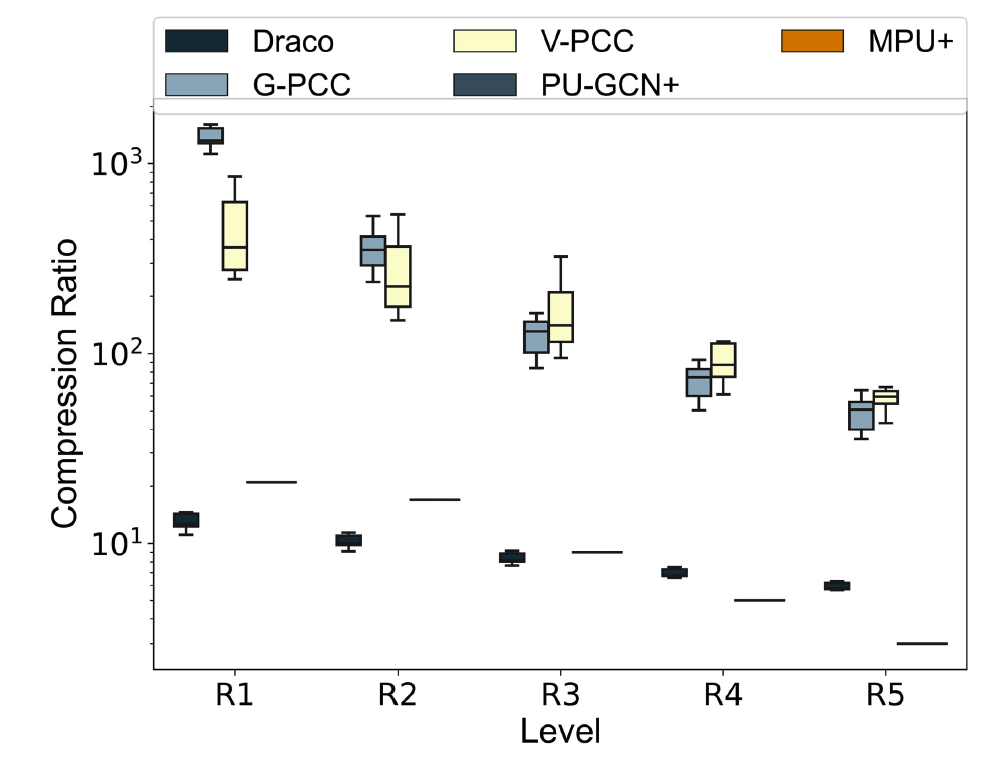 Draco V-PCC MPU+
G-PCC PU-GCN+
10³
10²
10¹
Compression Ratio
R1 R2 R3 R4 R5
Level